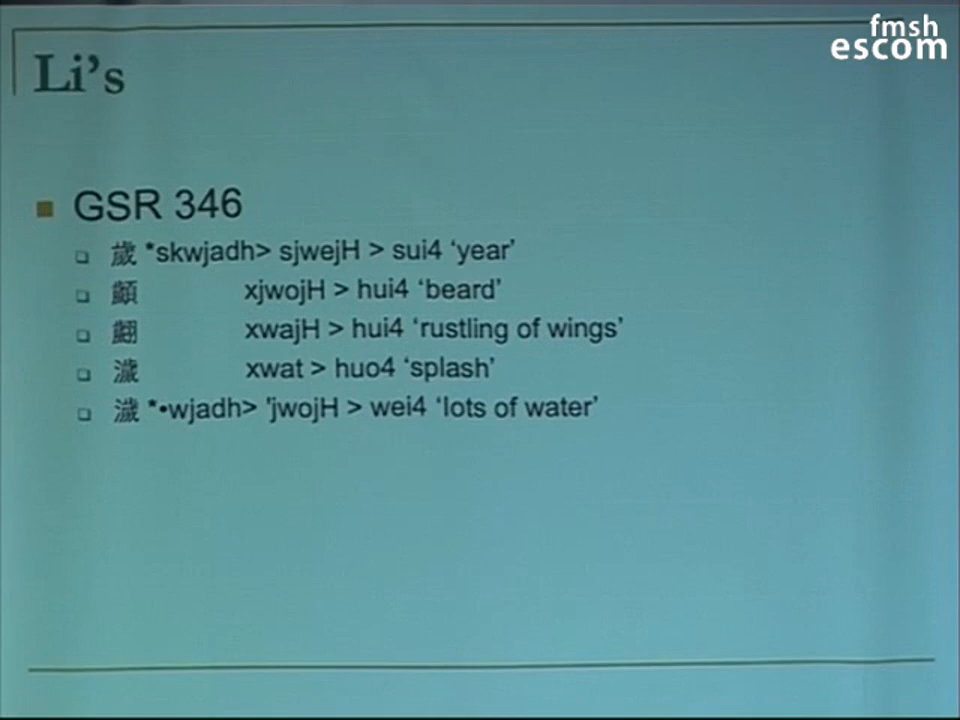 fmsh
escom
Li's
GSR 346
歲 *skwjadh> sjwejH > sui4 ‘year’
xjwojH > hui4 ‘beard’
翽 xwajH > hui4 ‘rustling of wings’
濊 xwat > huo4 ‘splash’
濊 *•wjadh> 'jwojH > wei4 ‘lots of water’